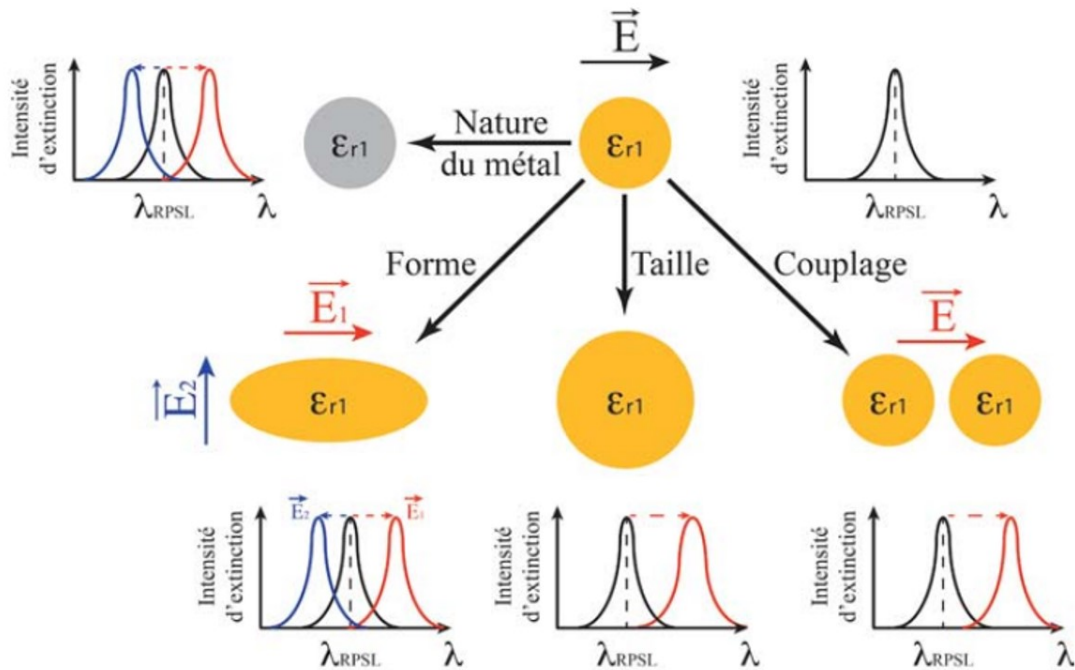 E
Intensité
d'extinction
λRPSL
λ
εr1
Nature
du métal
εr1
Intensité
d'extinction
λRPSL
λ
Forme
Taille
Couplage
E1
E
E2
εr1
εr1
εr1
εr1
E2
E1
Intensité
d'extinction
λRPSL
λ
Intensité
d'extinction
λRPSL
λ
Intensité
d'extinction
λRPSL
λ